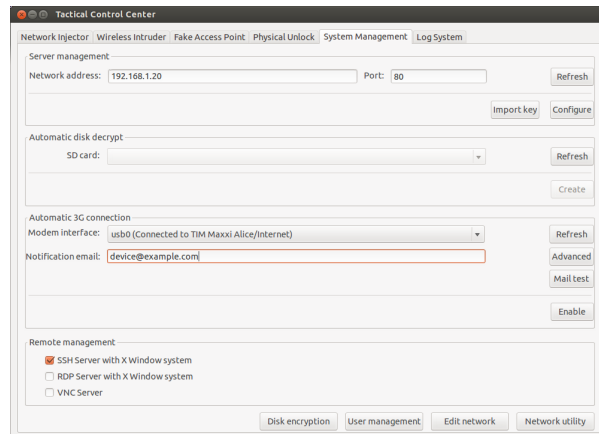 Tactical Control Center
Network Injector Wireless Intruder Fake Access Point Physical Unlock System Management Log System
Server management
Network address: 192.168.1.20 Port: 80 Refresh
Import key Configure
Automatic disk decrypt
SD card: Refresh
Create
Automatic 3G connection
Modem interface: usb0 (Connected to TIM Maxxi Alice/Internet) Refresh
Notification email: device@example.com Advanced
Mail test
Enable
Remote management
SSH Server with X Window system
RDP Server with X Window system
VNC Server
Disk encryption User management Edit network Network utility